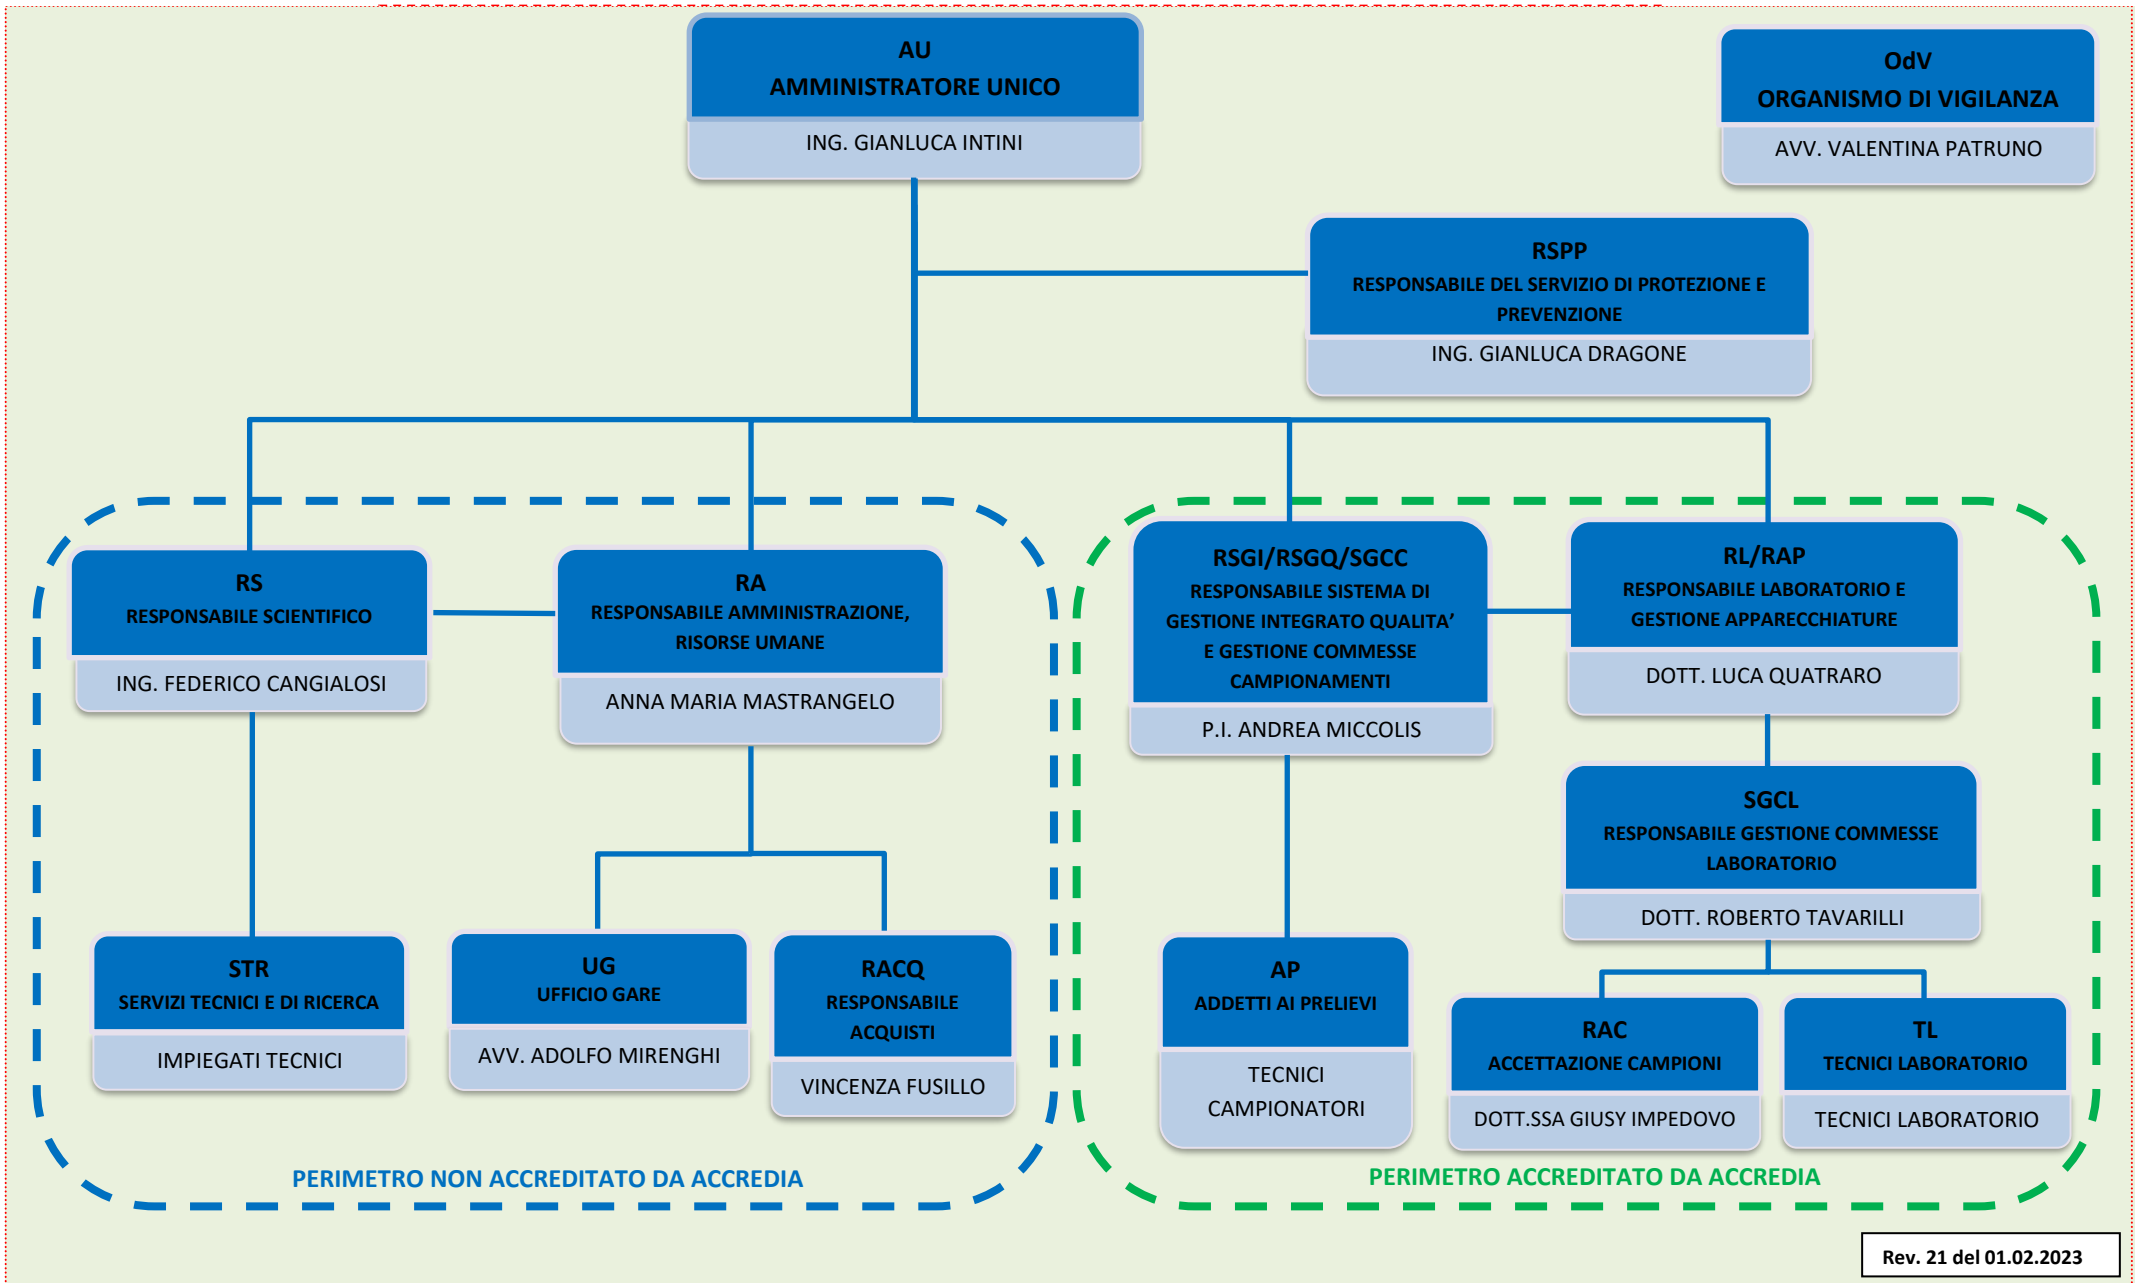 AU
AMMINISTRATORE UNICO
ING. GIANLUCA INTINI
OdV
ORGANISMO DI VIGILANZA
AVV. VALENTINA PATRUNO
RSPP
RESPONSABILE DEL SERVIZIO DI PROTEZIONE E
PREVENZIONE
ING. GIANLUCA DRAGONE
RS
RESPONSABILE SCIENTIFICO
ING. FEDERICO CANGIALOSI
RA
RESPONSABILE AMMINISTRAZIONE,
RISORSE UMANE
ANNA MARIA MASTRANGELO
RSGI/RSGQ/SGCC
RESPONSABILE SISTEMA DI
GESTIONE INTEGRATO QUALITA’
E GESTIONE COMMESSE
CAMPIONAMENTI
P.I. ANDREA MICCOLIS
RL/RAP
RESPONSABILE LABORATORIO E
GESTIONE APPARECCHIATURE
DOTT. LUCA QUATRARO
SGCL
RESPONSABILE GESTIONE COMMESSE
LABORATORIO
DOTT. ROBERTO TAVARILLI
STR
SERVIZI TECNICI E DI RICERCA
IMPIEGATI TECNICI
UG
UFFICIO GARE
AVV. ADOLFO MIRENGHI
RACQ
RESPONSABILE
ACQUISTI
VINCENZA FUSILLO
AP
ADDETTI AI PRELIEVI
TECNICI
CAMPIONATORI
RAC
ACCETTAZIONE CAMPIONI
DOTT.SSA GIUSY IMPEDOVO
TL
TECNICI LABORATORIO
TECNICI LABORATORIO
PERIMETRO NON ACCREDITATO DA ACCREDIA
PERIMETRO ACCREDITATO DA ACCREDIA
Rev. 21 del 01.02.2023